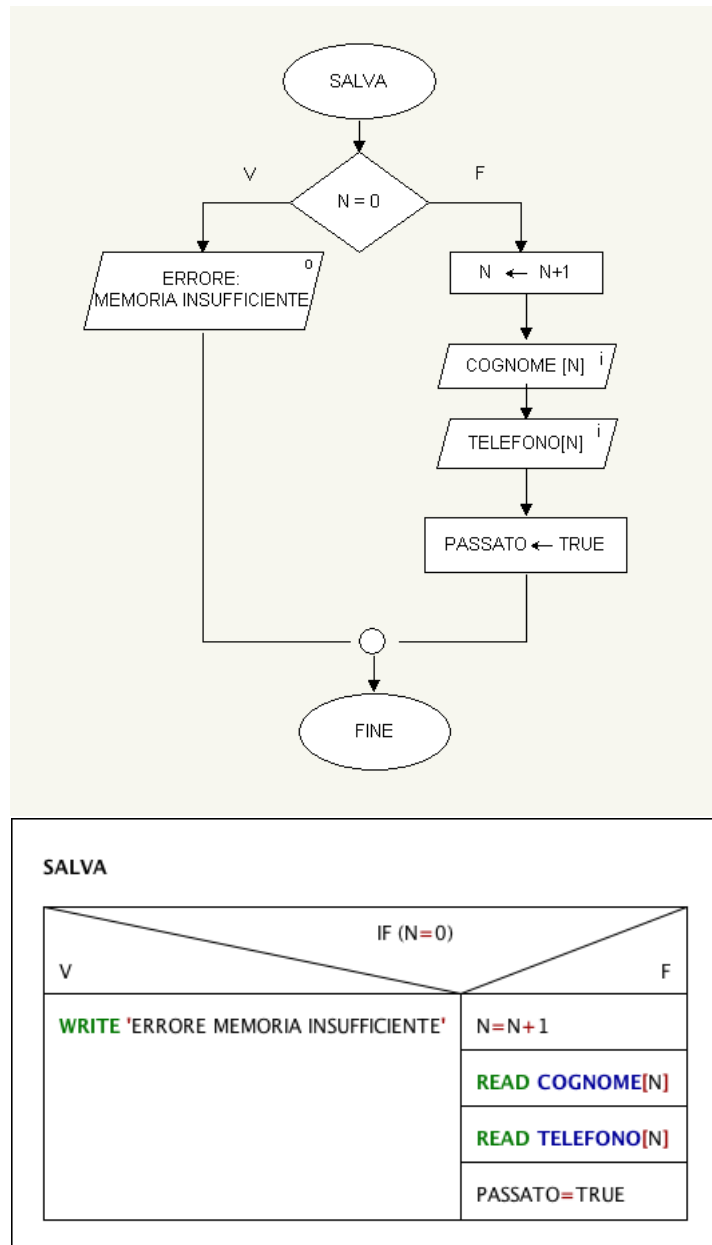 SALVA
V
F
N = 0
o
ERRORE:
MEMORIA INSUFFICIENTE
N ← N+1
COGNOME [N] i
TELEFONO[N] i
PASSATO ← TRUE
FINE
SALVA
IF (N=0)
V
F
WRITE 'ERRORE MEMORIA INSUFFICIENTE'
N=N+1
READ COGNOME[N]
READ TELEFONO[N]
PASSATO=TRUE